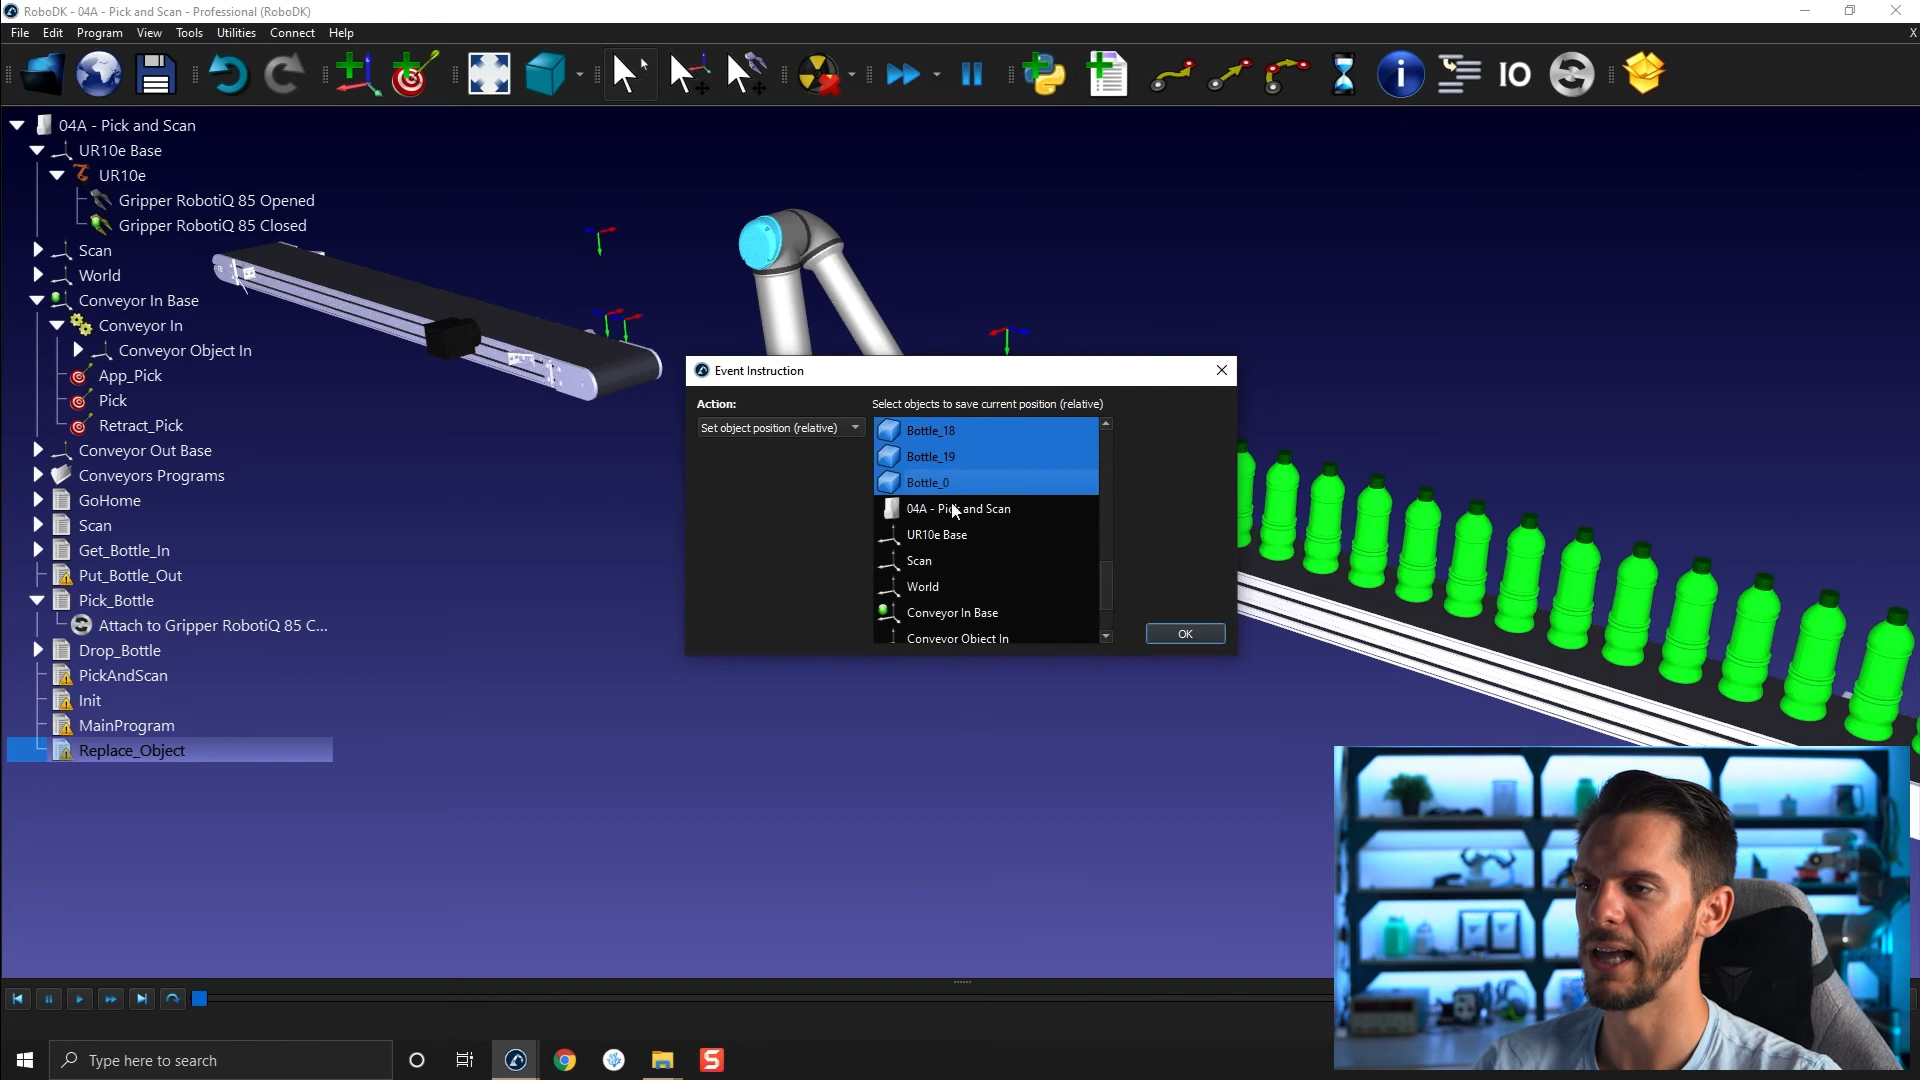 RoboDK - 04A - Pick and Scan - Professional (RoboDK)
File Edit Program View Tools Utilities Connect Help
X
IO
04A - Pick and Scan
UR10e Base
UR10e
Gripper RobotiQ 85 Opened
Gripper RobotiQ 85 Closed
Scan
World
Conveyor In Base
Conveyor In
Conveyor Object In
App_Pick
Pick
Retract_Pick
Conveyor Out Base
Conveyors Programs
GoHome
Scan
Get_Bottle_In
Put_Bottle_Out
Pick_Bottle
Attach to Gripper RobotiQ 85 C...
Drop_Bottle
PickAndScan
Init
MainProgram
Replace_Object
Event Instruction
Action:
Set object position (relative)
Select objects to save current position (relative)
Bottle_18
Bottle_19
Bottle_0
04A - Pick and Scan
UR10e Base
Scan
World
Conveyor In Base
Conveyor Object In
OK
Type here to search
S